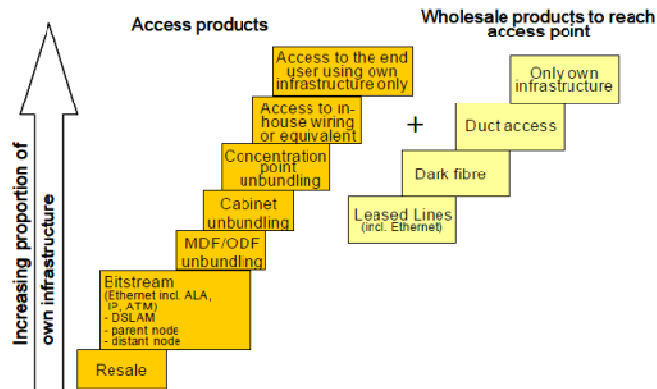 Access products
Wholesale products to reach
access point
Access to the end
user using own
infrastructure only
Access to in-
house wiring
or equivalent
Concentration
point
unbundling
Cabinet
unbundling
MDF/ODF
unbundling
Bitstream
(Ethernet incl. ALA,
IP, ATM)
- DSLAM
- parent node
- distant node
Resale
+
Only own
infrastructure
Duct access
Dark fibre
Leased Lines
(incl. Ethernet)
Increasing proportion of
own infrastructure